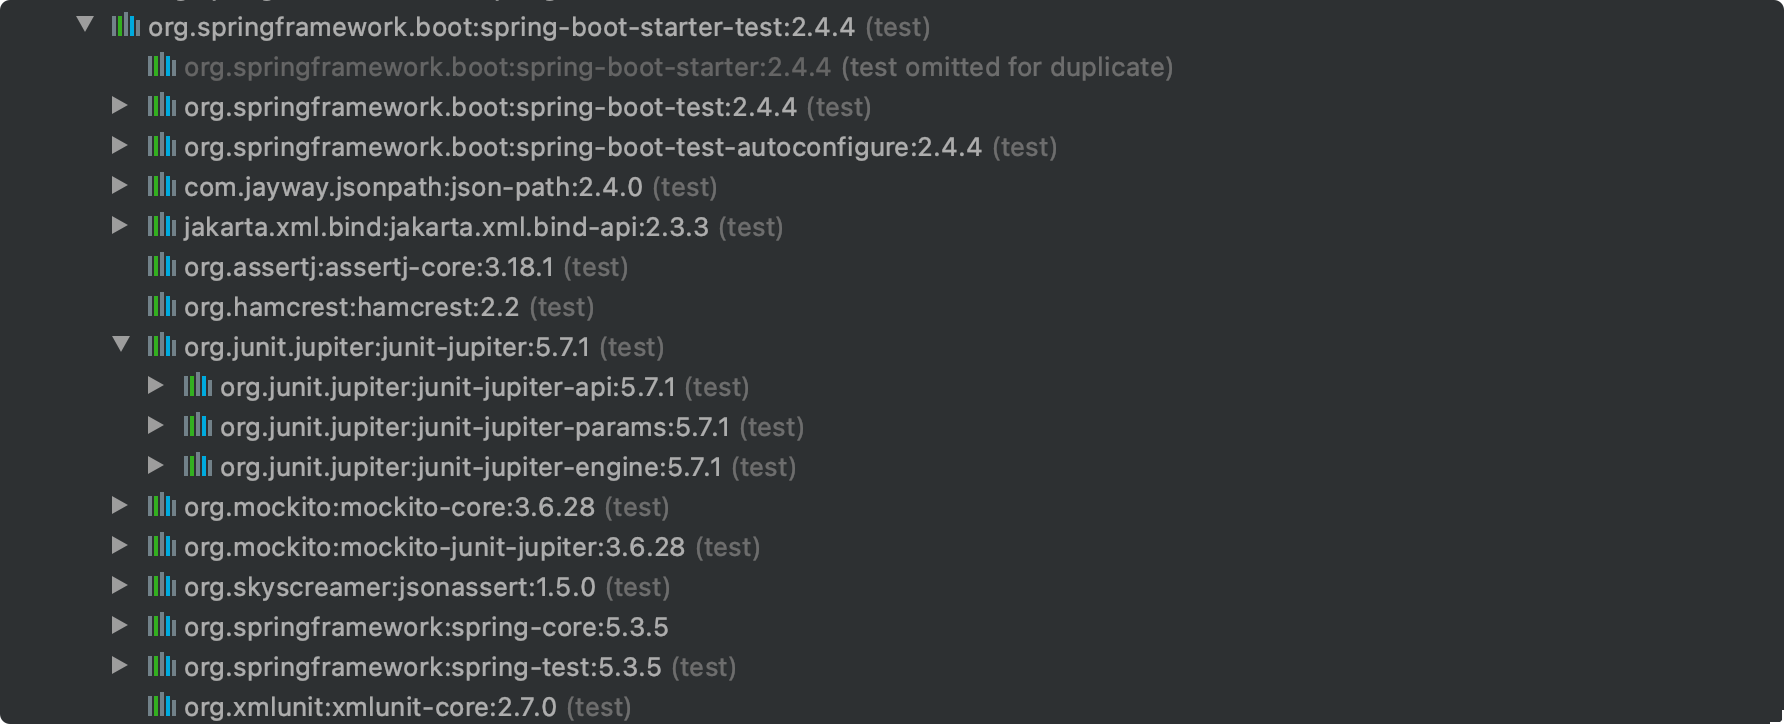 org.springframework.boot:spring-boot-starter-test:2.4.4 (test)
org.springframework.boot:spring-boot-starter:2.4.4 (test omitted for duplicate)
org.springframework.boot:spring-boot-test:2.4.4 (test)
org.springframework.boot:spring-boot-test-autoconfigure:2.4.4 (test)
com.jayway.jsonpath:json-path:2.4.0 (test)
jakarta.xml.bind:jakarta.xml.bind-api:2.3.3 (test)
org.assertj:assertj-core:3.18.1 (test)
org.hamcrest:hamcrest:2.2 (test)
org.junit.jupiter:junit-jupiter:5.7.1 (test)
org.junit.jupiter:junit-jupiter-api:5.7.1 (test)
org.junit.jupiter:junit-jupiter-params:5.7.1 (test)
org.junit.jupiter:junit-jupiter-engine:5.7.1 (test)
org.mockito:mockito-core:3.6.28 (test)
org.mockito:mockito-junit-jupiter:3.6.28 (test)
org.skyscreamer:jsonassert:1.5.0 (test)
org.springframework:spring-core:5.3.5
org.springframework:spring-test:5.3.5 (test)
org.xmlunit:xmlunit-core:2.7.0 (test)